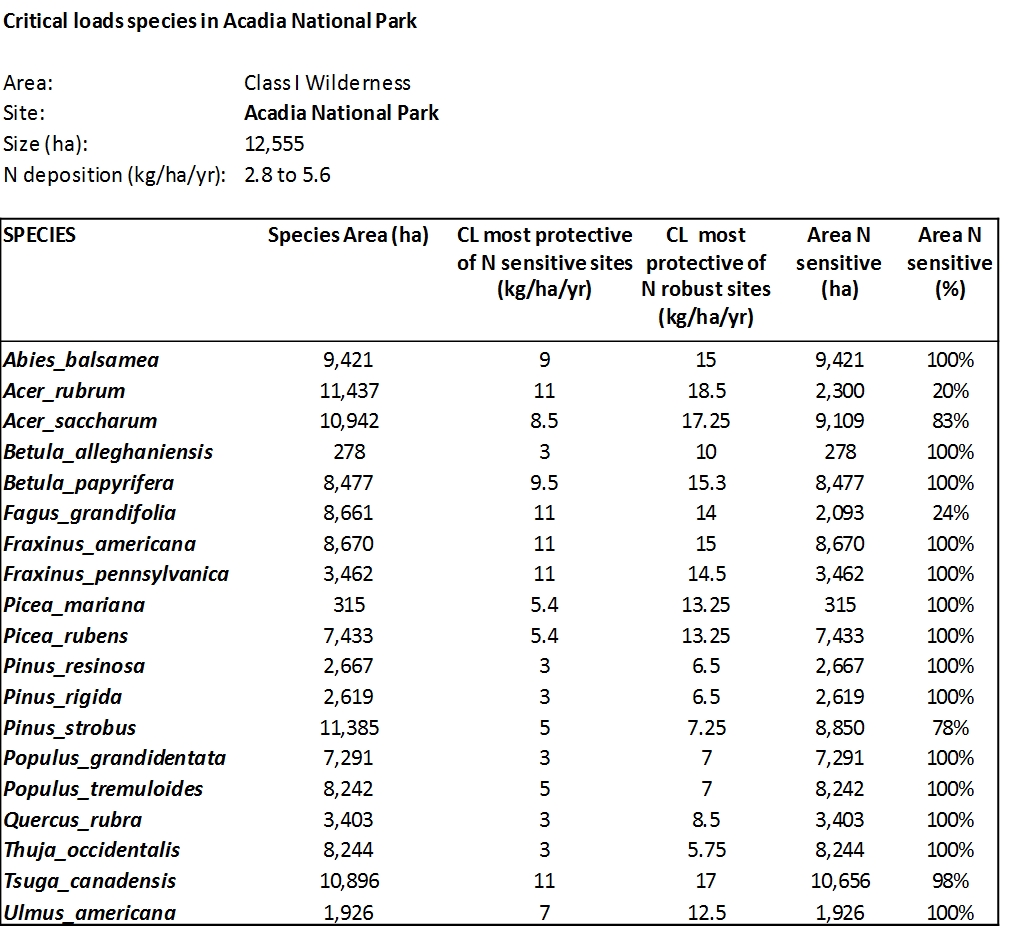 Critical loads species in Acadia National Park
Area: Class I Wilderness
Site: Acadia National Park
Size (ha): 12,555
N deposition (kg/ha/yr): 2.8 to 5.6
SPECIES Species Area (ha) CL most protective CL most Area N Area N
of N sensitive sites protective of sensitive sensitive
(kg/ha/yr) N robust sites (ha) (%)
(kg/ha/yr)
Abies_balsamea 9,421 9 15 9,421 100%
Acer_rubrum 11,437 11 18.5 2,300 20%
Acer_saccharum 10,942 8.5 17.25 9,109 83%
Betula_alleghaniensis 278 3 10 278 100%
Betula_papyrifera 8,477 9.5 15.3 8,477 100%
Fagus_grandifolia 8,661 11 14 2,093 24%
Fraxinus_americana 8,670 11 15 8,670 100%
Fraxinus_pennsylvanica 3,462 11 14.5 3,462 100%
Picea_mariana 315 5.4 13.25 315 100%
Picea_rubens 7,433 5.4 13.25 7,433 100%
Pinus_resinosa 2,667 3 6.5 2,667 100%
Pinus_rigida 2,619 3 6.5 2,619 100%
Pinus_strobus 11,385 5 7.25 8,850 78%
Populus_grandidentata 7,291 3 7 7,291 100%
Populus_tremuloides 8,242 5 7 8,242 100%
Quercus_rubra 3,403 3 8.5 3,403 100%
Thuja_occidentalis 8,244 3 5.75 8,244 100%
Tsuga_canadensis 10,896 11 17 10,656 98%
Ulmus_americana 1,926 7 12.5 1,926 100%